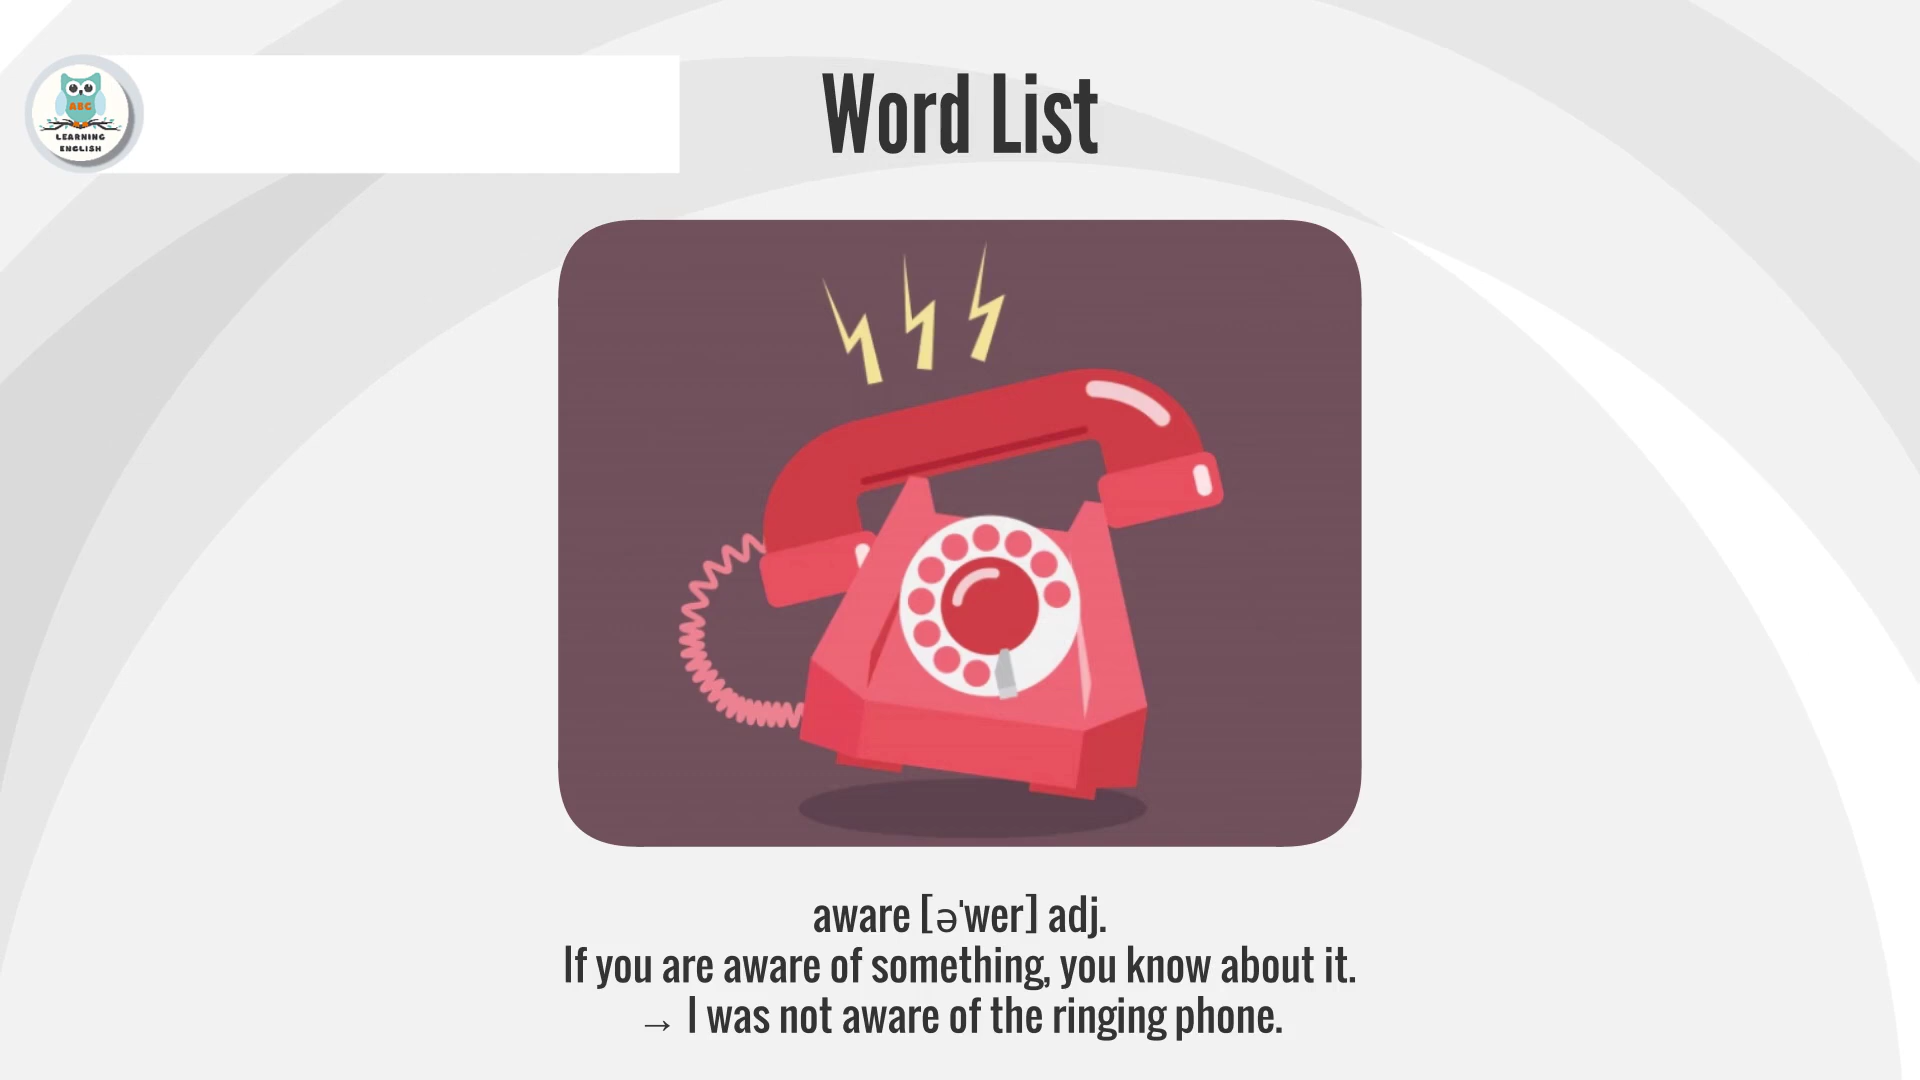 ABC
LEARNING
ENGLISH
Word List
aware [ə'wer] adj.
If you are aware of something, you know about it.
→ I was not aware of the ringing phone.